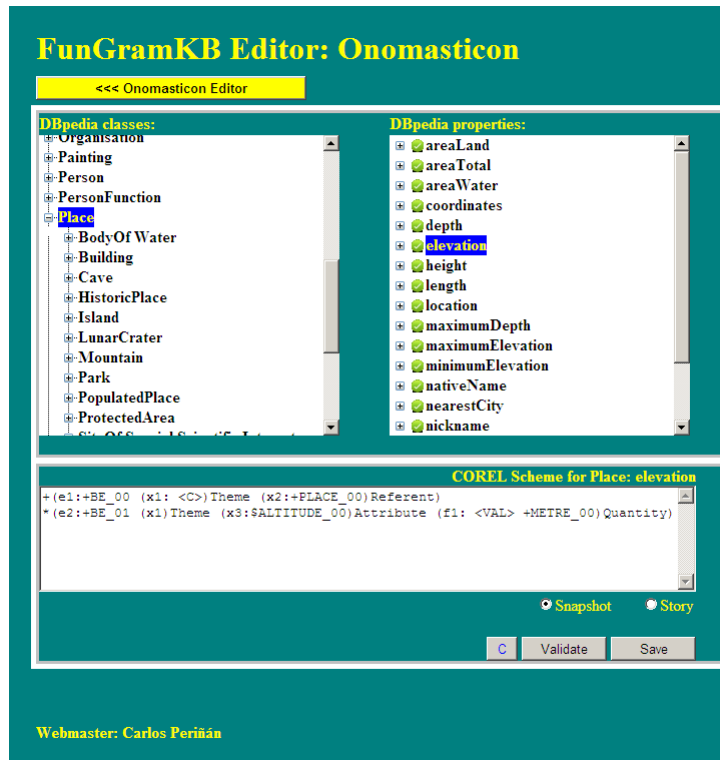 FunGramKB Editor: Onomasticon
<<< Onomasticon Editor
DBpedia classes:
Organisation
Painting
Person
PersonFunction
Place
BodyOf Water
Building
Cave
HistoricPlace
Island
LunarCrater
Mountain
Park
PopulatedPlace
ProtectedArea
DBpedia properties:
areaLand
areaTotal
areaWater
coordinates
depth
elevation
height
length
location
maximumDepth
maximumElevation
minimumElevation
nativeName
nearestCity
nickname
COREL Scheme for Place: elevation
+(e1:+BE_00 (x1: <C>)Theme (x2:+PLACE_00)Referent)
*(e2:+BE_01 (x1)Theme (x3:$ALTITUDE_00)Attribute (f1: <VAL> +METRE_00)Quantity)
Snapshot Story
C Validate Save
Webmaster: Carlos Periñán